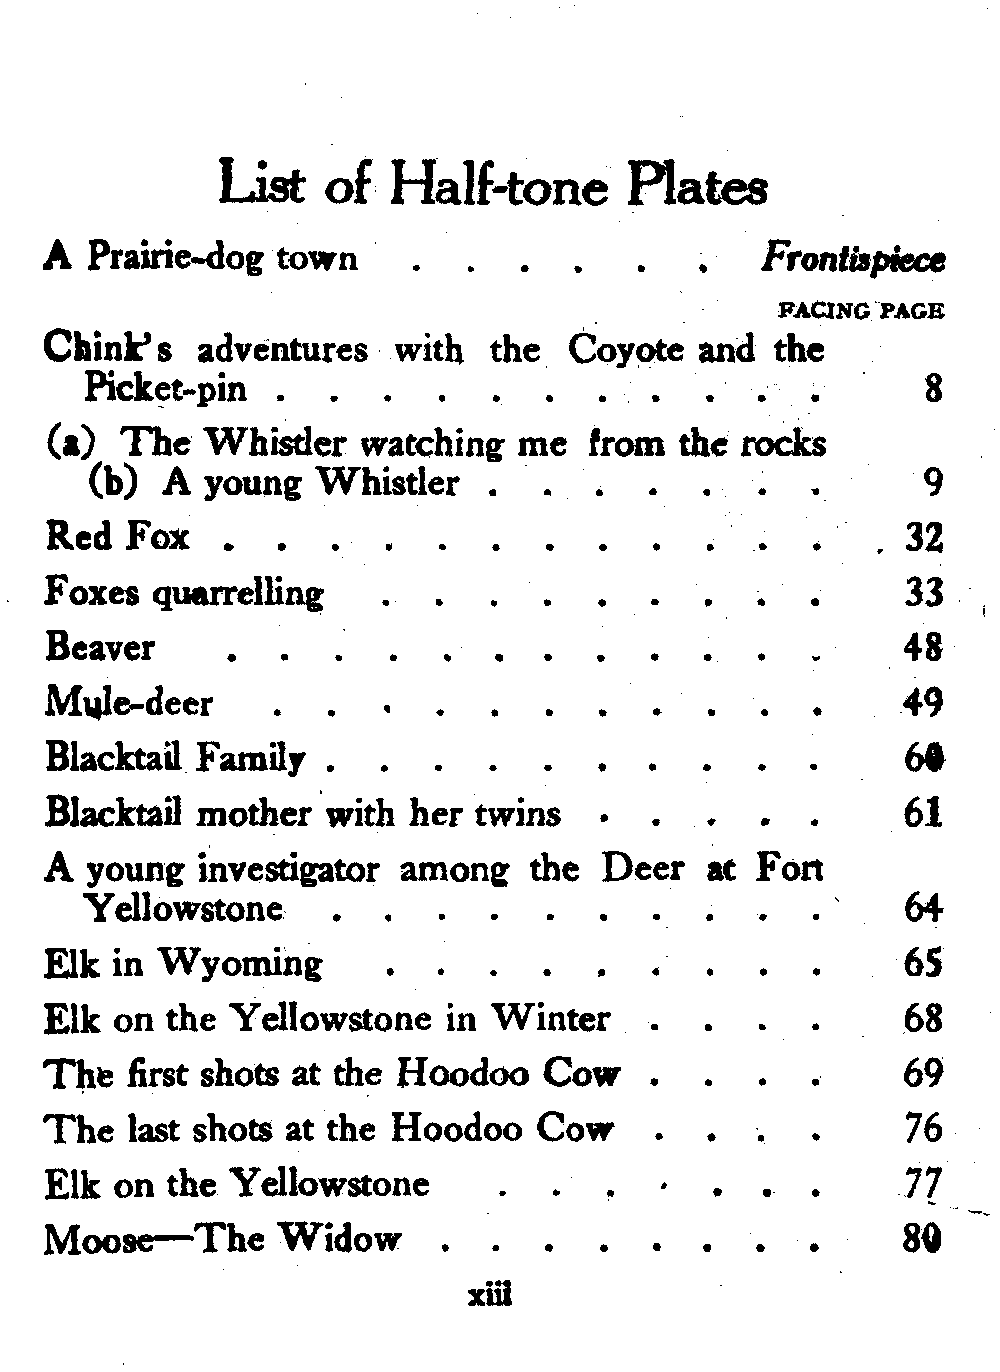 List of Half-tone Plates
A Prairie-dog town . . . . . . Frontispiece
FACING PAGE
Chink's adventures with the Coyote and the
Picket-pin . . . . . . . . . . . 8
(a) The Whistler watching me from the rocks
(b) A young Whistler . . . . . . . 9
Red Fox . . . . . . . . . . . . . 32
Foxes quarrelling . . . . . . . . . 33
Beaver . . . . . . . . . . . . 48
Mule-deer . . . . . . . . . . . 49
Blacktail Family . . . . . . . . . . 60
Blacktail mother with her twins . . . . . 61
A young investigator among the Deer at Fort
Yellowstone . . . . . . . . . . 64
Elk in Wyoming . . . . . . . . . 65
Elk on the Yellowstone in Winter . . . . 68
The first shots at the Hoodoo Cow . . . . 69
The last shots at the Hoodoo Cow . . . . 76
Elk on the Yellowstone . . . . . . . 77
Moose—The Widow . . . . . . . . 80
xiii